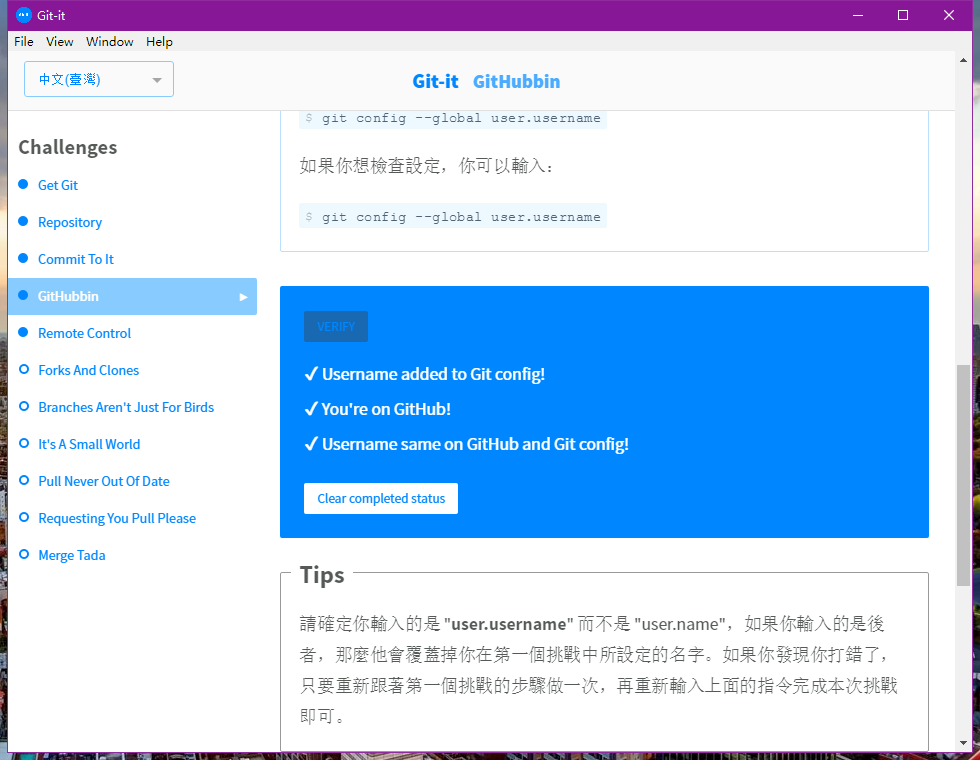 Git-it
File View Window Help
中文(臺灣)
Git-it GitHubbin
Challenges
Get Git
Repository
Commit To It
GitHubbin
Remote Control
Forks And Clones
Branches Aren't Just For Birds
It's A Small World
Pull Never Out Of Date
Requesting You Pull Please
Merge Tada
$ git config --global user.username
如果你想檢查設定，你可以輸入：
$ git config --global user.username
VERIFY
✓ Username added to Git config!
✓ You're on GitHub!
✓ Username same on GitHub and Git config!
Clear completed status
Tips
請確定你輸入的是 "user.username" 而不是 "user.name"，如果你輸入的是後
者，那麼他會覆蓋掉你在第一個挑戰中所設定的名字。如果你發現你打錯了，
只要重新跟著第一個挑戰的步驟做一次，再重新輸入上面的指令完成本次挑戰
即可。